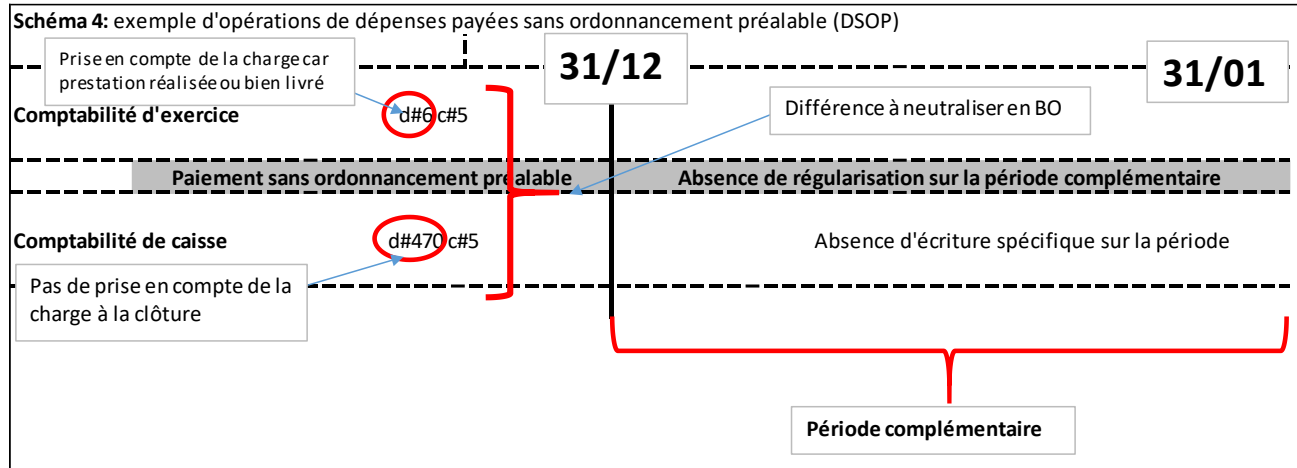 Schéma 4: exemple d'opérations de dépenses payées sans ordonnancement préalable (DSOP)
Prise en compte de la charge car
prestation réalisée ou bien livré
31/12
31/01
Différence à neutraliser en BO
Comptabilité d'exercice
d#6 c#5
Paiement sans ordonnancement préalable
Absence de régularisation sur la période complémentaire
Comptabilité de caisse
d#470 c#5
Absence d'écriture spécifique sur la période
Pas de prise en compte de la
charge à la clôture
Période complémentaire